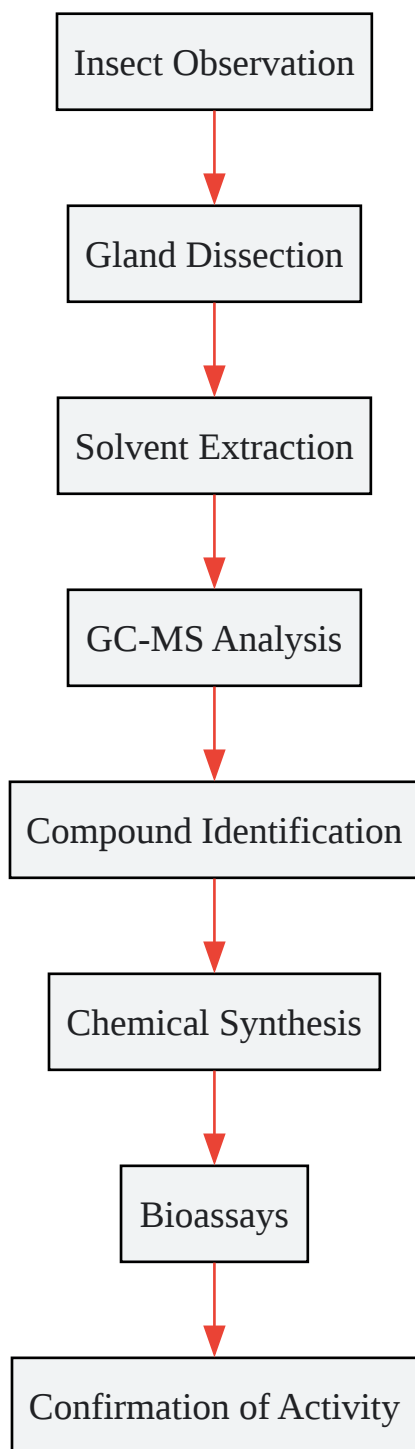 Insect Observation
Gland Dissection
Solvent Extraction
GC-MS Analysis
Compound Identification
Chemical Synthesis
Bioassays
Confirmation of Activity